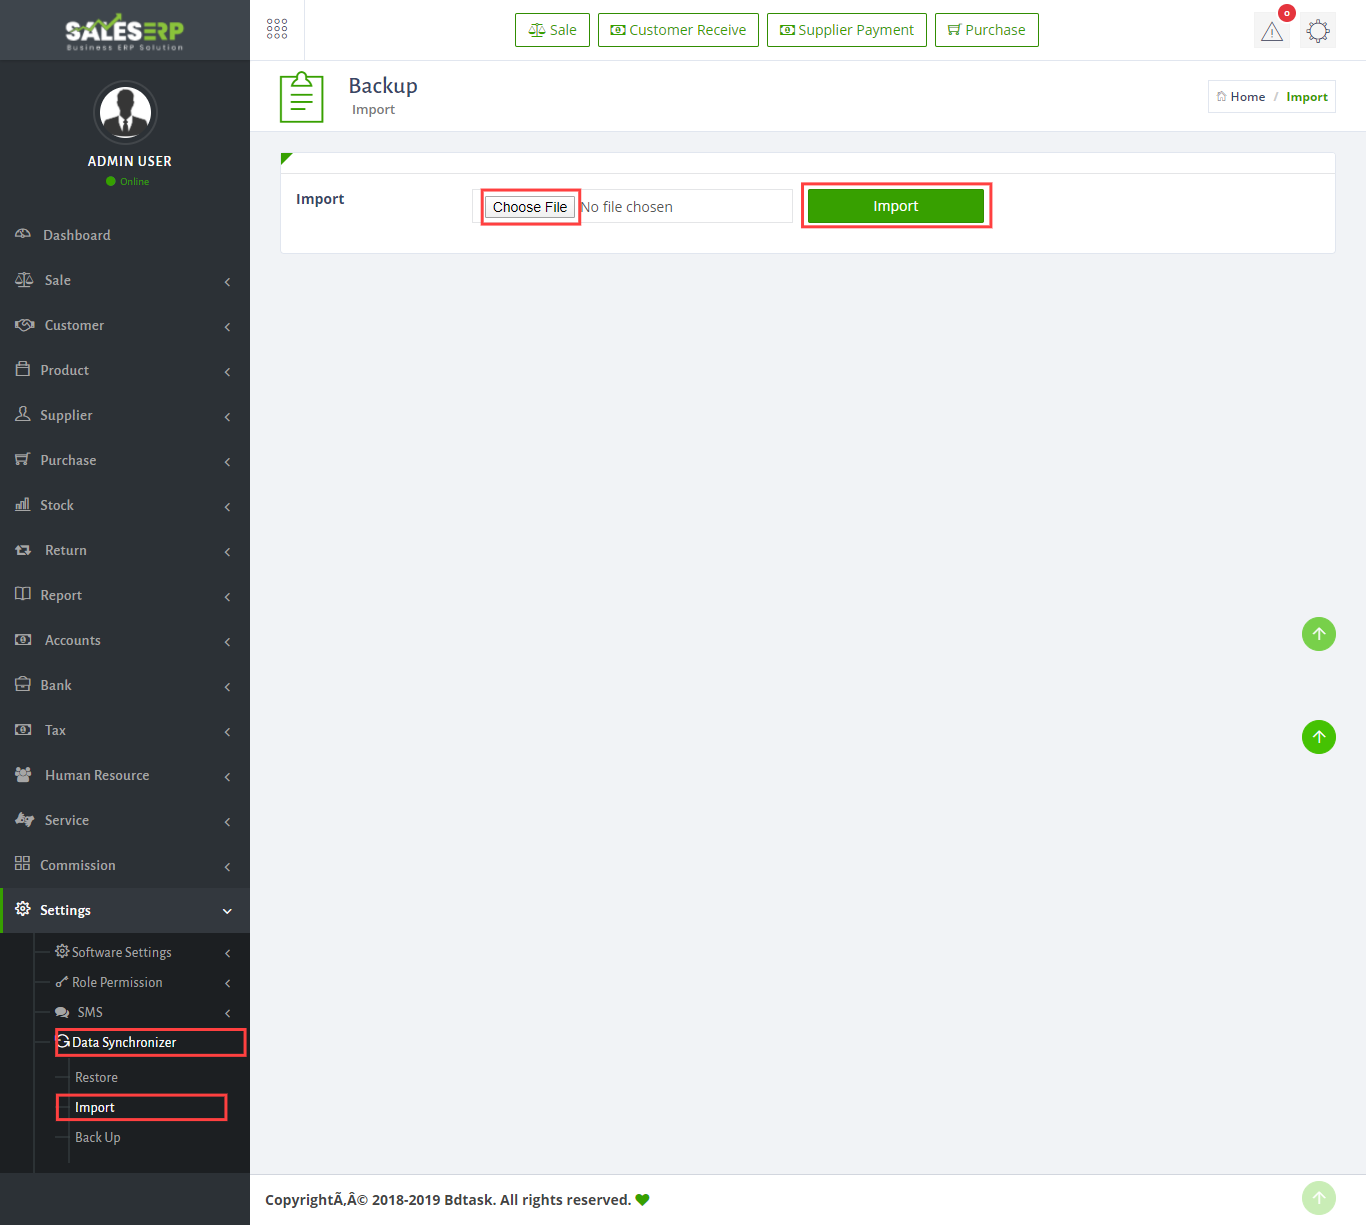 SALESERP
Business ERP Solution
Sale
Customer Receive
Supplier Payment
Purchase
0
Backup
Import
Home / Import
ADMIN USER
Online
Import
Choose File No file chosen
Import
Dashboard
Sale
Customer
Product
Supplier
Purchase
Stock
Return
Report
Accounts
Bank
Tax
Human Resource
Service
Commission
Settings
Software Settings
Role Permission
SMS
Data Synchronizer
Restore
Import
Back Up
CopyrightÃ‚Â© 2018-2019 Bdtask. All rights reserved.